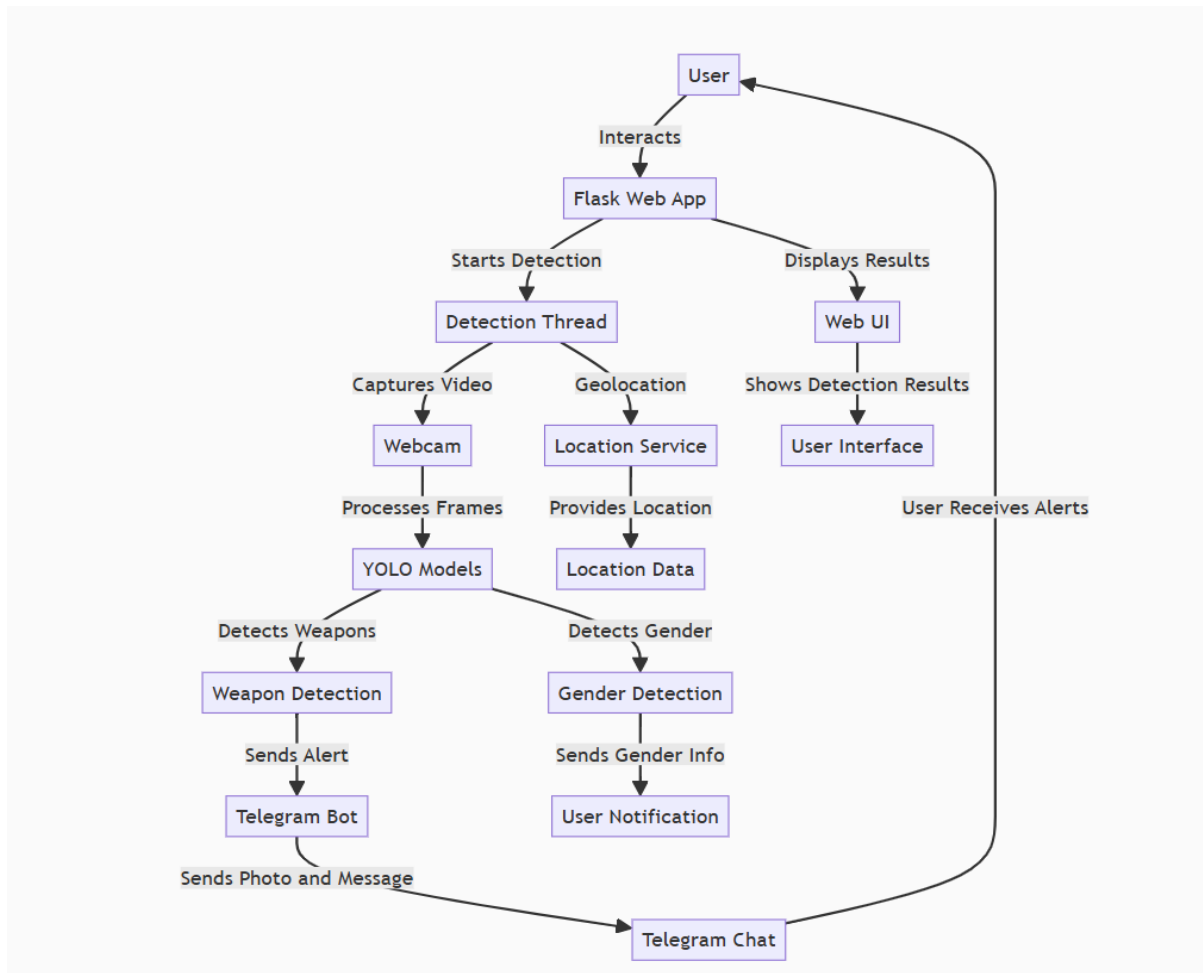 User
Interacts
Flask Web App
Starts Detection
Displays Results
Detection Thread
Web UI
Captures Video
Geolocation
Shows Detection Results
Webcam
Location Service
User Interface
Processes Frames
Provides Location
User Receives Alerts
YOLO Models
Location Data
Detects Weapons
Detects Gender
Weapon Detection
Gender Detection
Sends Alert
Sends Gender Info
Telegram Bot
User Notification
Sends Photo and Message
Telegram Chat